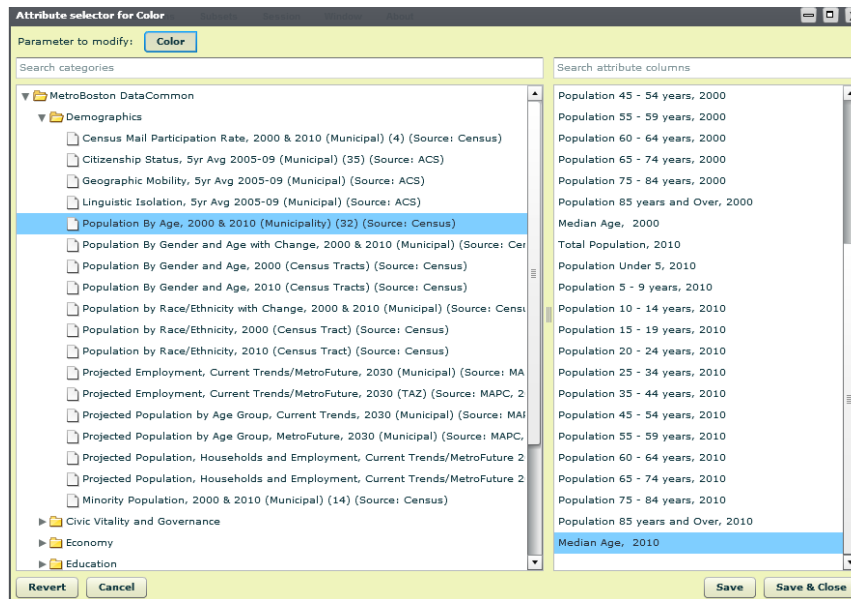 Attribute selector for Color
Parameter to modify: Color
Search categories
MetroBoston DataCommon
Demographics
Census Mail Participation Rate, 2000 & 2010 (Municipal) (4) (Source: Census)
Citizenship Status, 5yr Avg 2005-09 (Municipal) (35) (Source: ACS)
Geographic Mobility, 5yr Avg 2005-09 (Municipal) (Source: ACS)
Linguistic Isolation, 5yr Avg 2005-09 (Municipal) (Source: ACS)
Population By Age, 2000 & 2010 (Municipality) (32) (Source: Census)
Population By Gender and Age with Change, 2000 & 2010 (Municipal) (Source: Cen
Population By Gender and Age, 2000 (Census Tracts) (Source: Census)
Population By Gender and Age, 2010 (Census Tracts) (Source: Census)
Population by Race/Ethnicity with Change, 2000 & 2010 (Municipal) (Source: Censu
Population by Race/Ethnicity, 2000 (Census Tract) (Source: Census)
Population by Race/Ethnicity, 2010 (Census Tract) (Source: Census)
Projected Employment, Current Trends/MetroFuture, 2030 (Municipal) (Source: MA
Projected Employment, Current Trends/MetroFuture, 2030 (TAZ) (Source: MAPC, 2
Projected Population by Age Group, Current Trends, 2030 (Municipal) (Source: MAP
Projected Population by Age Group, MetroFuture, 2030 (Municipal) (Source: MAPC,
Projected Population, Households and Employment, Current Trends/MetroFuture 2
Projected Population, Households and Employment, Current Trends/MetroFuture 2
Minority Population, 2000 & 2010 (Municipal) (14) (Source: Census)
Civic Vitality and Governance
Economy
Education
Search attribute columns
Population 45 - 54 years, 2000
Population 55 - 59 years, 2000
Population 60 - 64 years, 2000
Population 65 - 74 years, 2000
Population 75 - 84 years, 2000
Population 85 years and Over, 2000
Median Age, 2000
Total Population, 2010
Population Under 5, 2010
Population 5 - 9 years, 2010
Population 10 - 14 years, 2010
Population 15 - 19 years, 2010
Population 20 - 24 years, 2010
Population 25 - 34 years, 2010
Population 35 - 44 years, 2010
Population 45 - 54 years, 2010
Population 55 - 59 years, 2010
Population 60 - 64 years, 2010
Population 65 - 74 years, 2010
Population 75 - 84 years, 2010
Population 85 years and Over, 2010
Median Age, 2010
Revert Cancel Save Save & Close